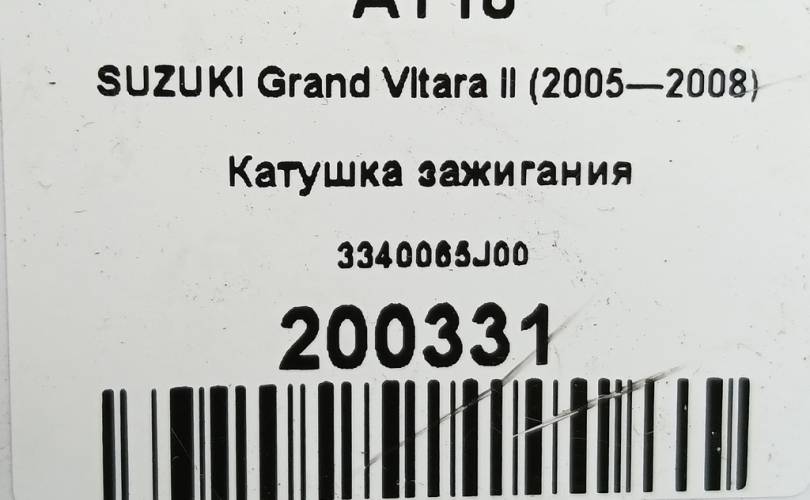 SUZUKI Grand Vitara II (2005—2008)
Катушка зажигания
3340065J00
200331